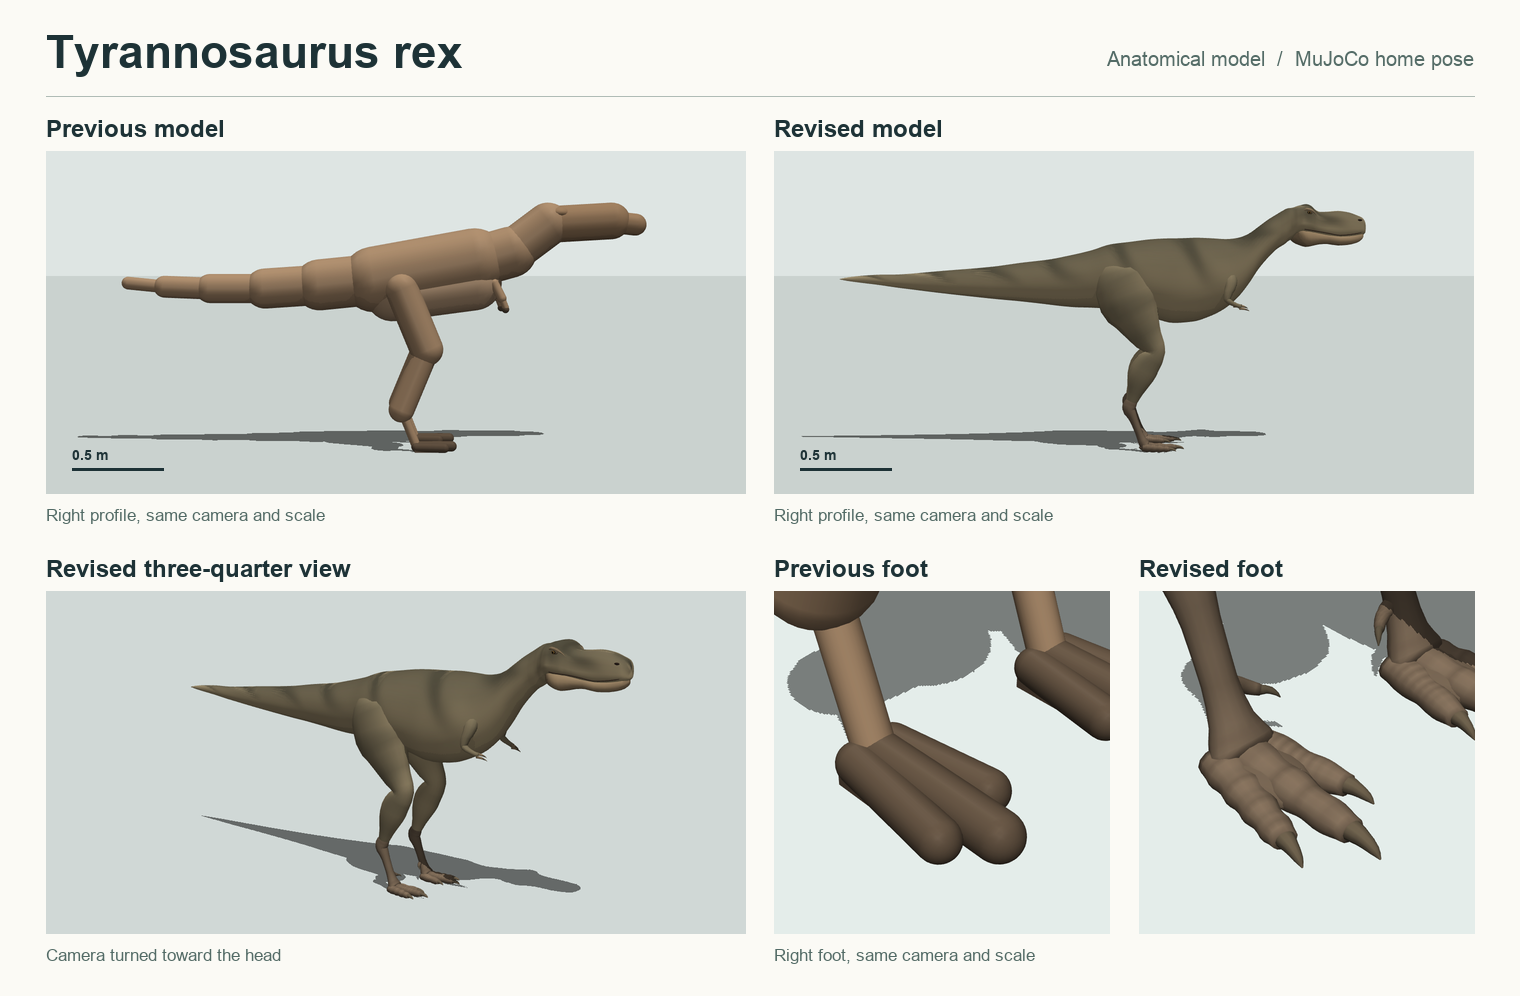 Tyrannosaurus rex
Anatomical model / MuJoCo home pose
Previous model
Revised model
0.5 m
0.5 m
Right profile, same camera and scale
Right profile, same camera and scale
Revised three-quarter view
Previous foot
Revised foot
Camera turned toward the head
Right foot, same camera and scale